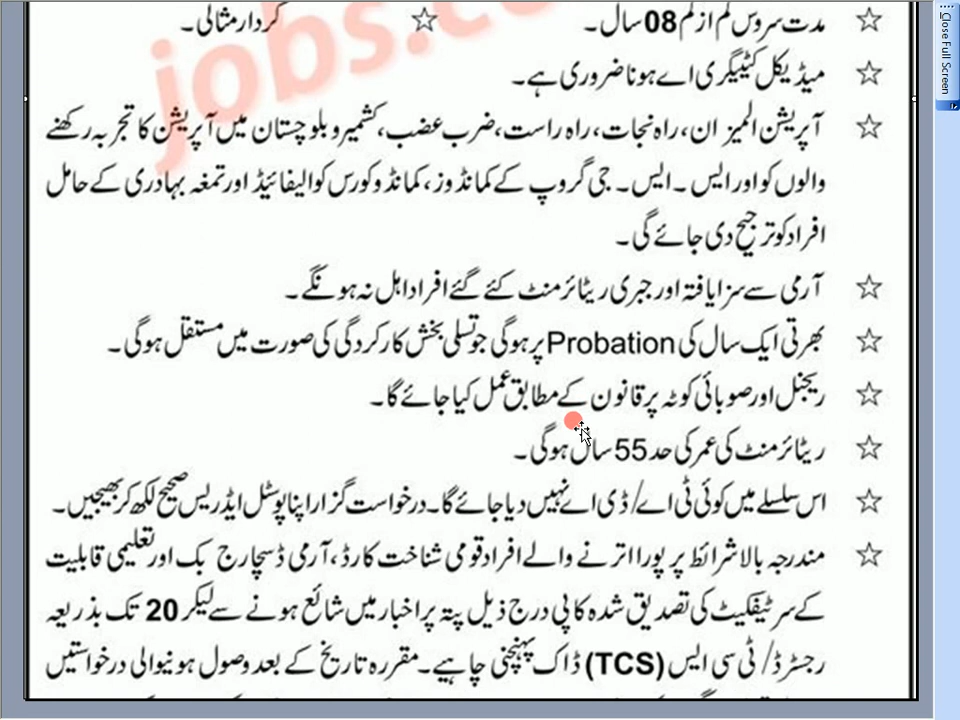 مدت سروس کم از کم 08 سال۔ ☆ کردار مثالی۔
☆ میڈیکل کٹیگری اے ہونا ضروری ہے۔
☆ آپریشن المیزان، راہ نجات، راہ راست، ضرب عضب، کشمیر و بلوچستان میں آپریشن کا تجربہ رکھنے
والوں کو اور ایس ۔ ایس۔ جی گروپ کے کمانڈوز، کمانڈو کورس کوالیفائیڈ اور تمغہ بہادری کے حامل
افراد کو ترجیح دی جائے گی ۔
☆ آرمی سے سزا یافتہ اور جبری ریٹائرمنٹ کئے گئے افراد اہل نہ ہونگے ۔
☆ بھرتی ایک سال کی Probation پر ہوگی جو تسلی بخش کارکردگی کی صورت میں مستقل ہوگی ۔
☆ ریجنل اور صوبائی کوٹہ پر قانون کے مطابق عمل کیا جائے گا ۔
☆ ریٹائرمنٹ کی عمر کی حد 55 سال ہوگی ۔
☆ اس سلسلے میں کوئی ٹی اے/ ڈی اے نہیں دیا جائے گا۔ درخواست گزار اپنا پوسٹل ایڈریس صحیح لکھ کر بھیجیں ۔
☆ مندرجہ بالا شرائط پر پورا اترنے والے افراد قومی شناخت کارڈ، آرمی ڈسچارج بک اور تعلیمی قابلیت
کے سرٹیفکیٹ کی تصدیق شدہ کاپی درج ذیل پتہ پر اخبار میں شائع ہونے سے لیکر 20 تک بذریعہ
رجسٹرڈ/ ٹی سی ایس (TCS) ڈاک پہنچنی چاہیے۔ مقررہ تاریخ کے بعد وصول ہونیوالی درخواستیں
jobs.c
Close Full Screen